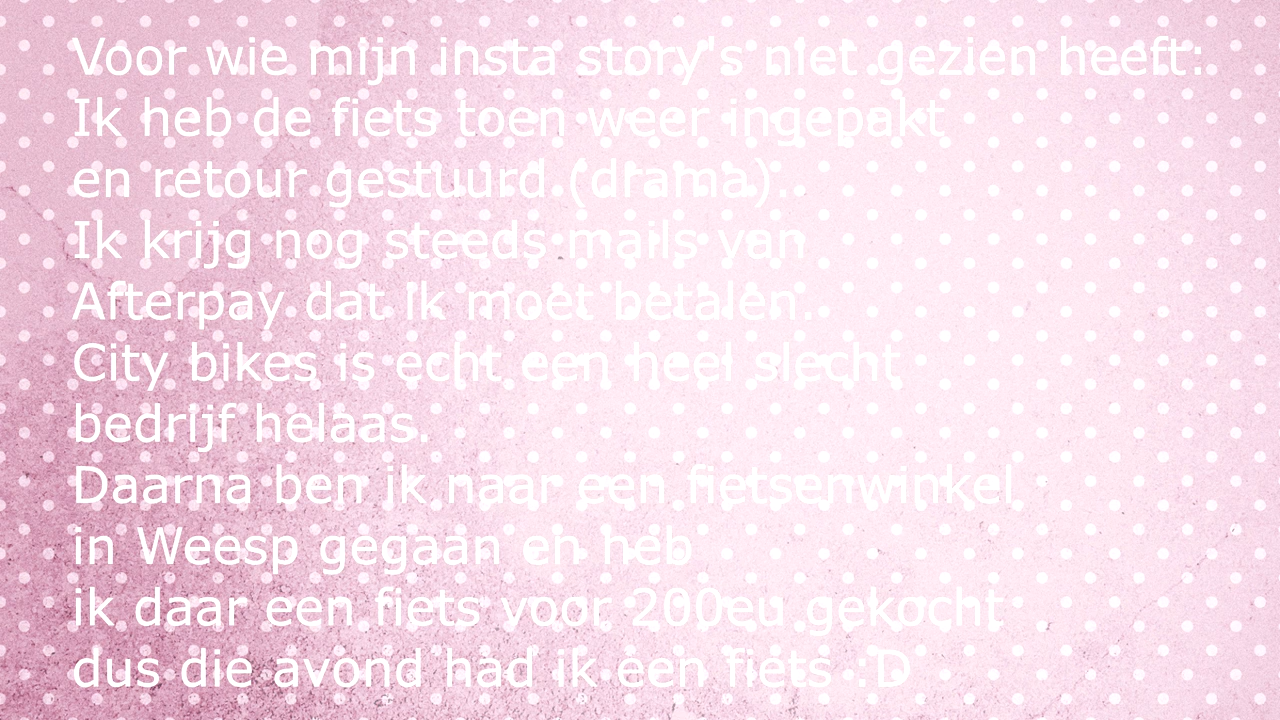 Voor wie mijn insta story's niet gezien heeft:
Ik heb de fiets toen weer ingepakt
en retour gestuurd (drama).
Ik krijg nog steeds mails van
Afterpay dat ik moet betalen.
City bikes is echt een heel slecht
bedrijf helaas.
Daarna ben ik naar een fietsenwinkel
in Weesp gegaan en heb
ik daar een fiets voor 200eu gekocht
dus die avond had ik een fiets :D